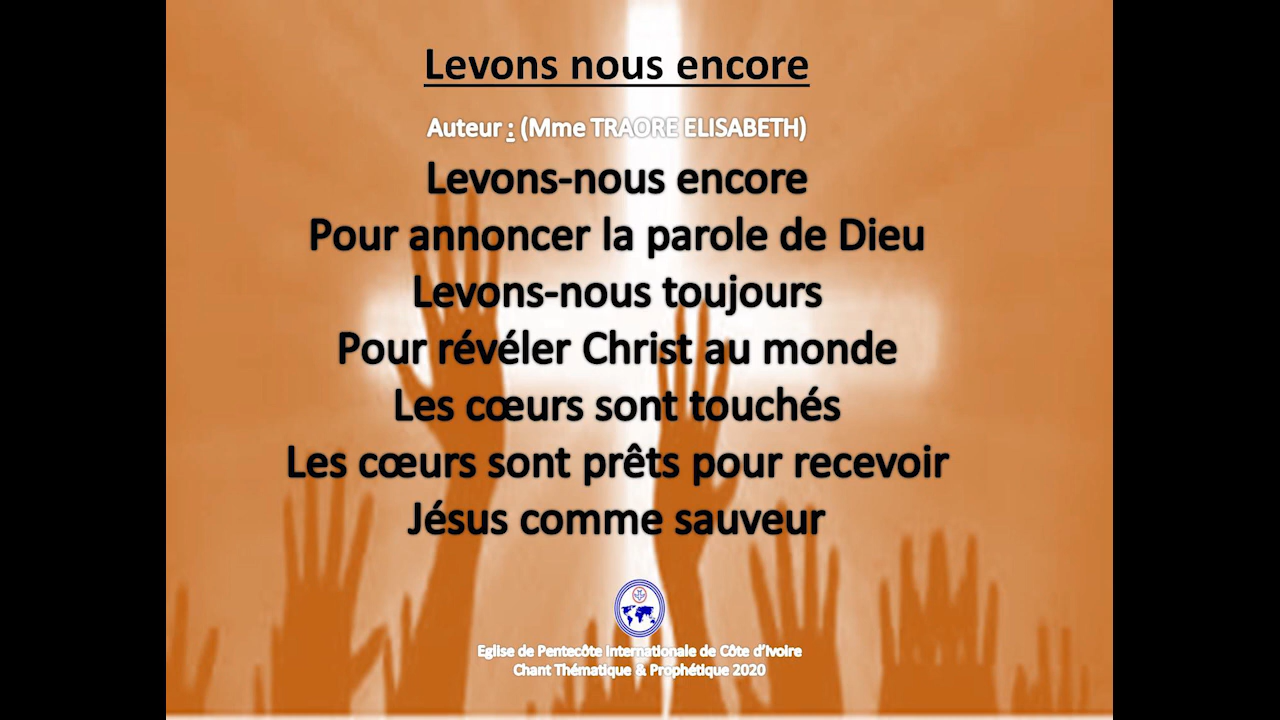 Levons nous encore
Auteur : (Mme TRAORE ELISABETH)
Levons-nous encore
Pour annoncer la parole de Dieu
Levons-nous toujours
Pour révéler Christ au monde
Les cœurs sont touchés
Les cœurs sont prêts pour recevoir
Jésus comme sauveur
Eglise de Pentecôte Internationale de Côte d'Ivoire
Chant Thématique & Prophétique 2020